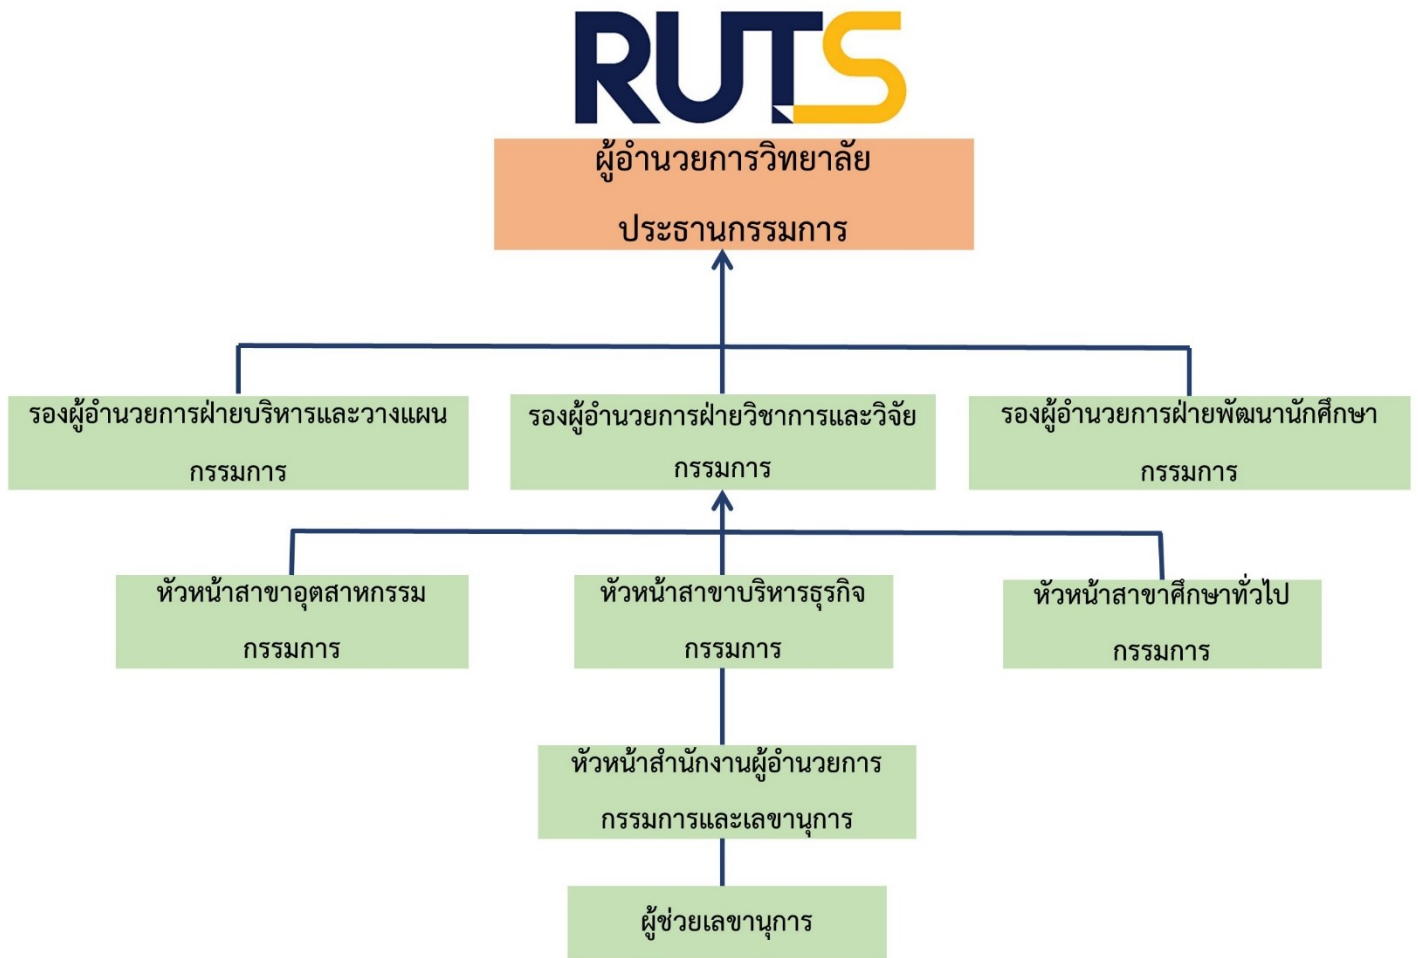 RUTS
ผู้อำนวยการวิทยาลัย
ประธานกรรมการ
รองผู้อำนวยการฝ่ายบริหารและวางแผน
กรรมการ
รองผู้อำนวยการฝ่ายวิชาการและวิจัย
กรรมการ
รองผู้อำนวยการฝ่ายพัฒนานักศึกษา
กรรมการ
หัวหน้าสาขาอุตสาหกรรม
กรรมการ
หัวหน้าสาขาบริหารธุรกิจ
กรรมการ
หัวหน้าสาขาศึกษาทั่วไป
กรรมการ
หัวหน้าสำนักงานผู้อำนวยการ
กรรมการและเลขานุการ
ผู้ช่วยเลขานุการ